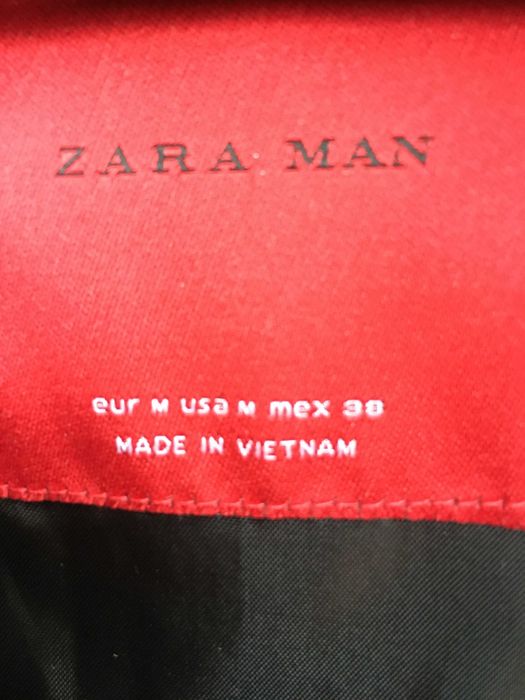 ZARA MAN
eur M usa M mex 38
MADE IN VIETNAM